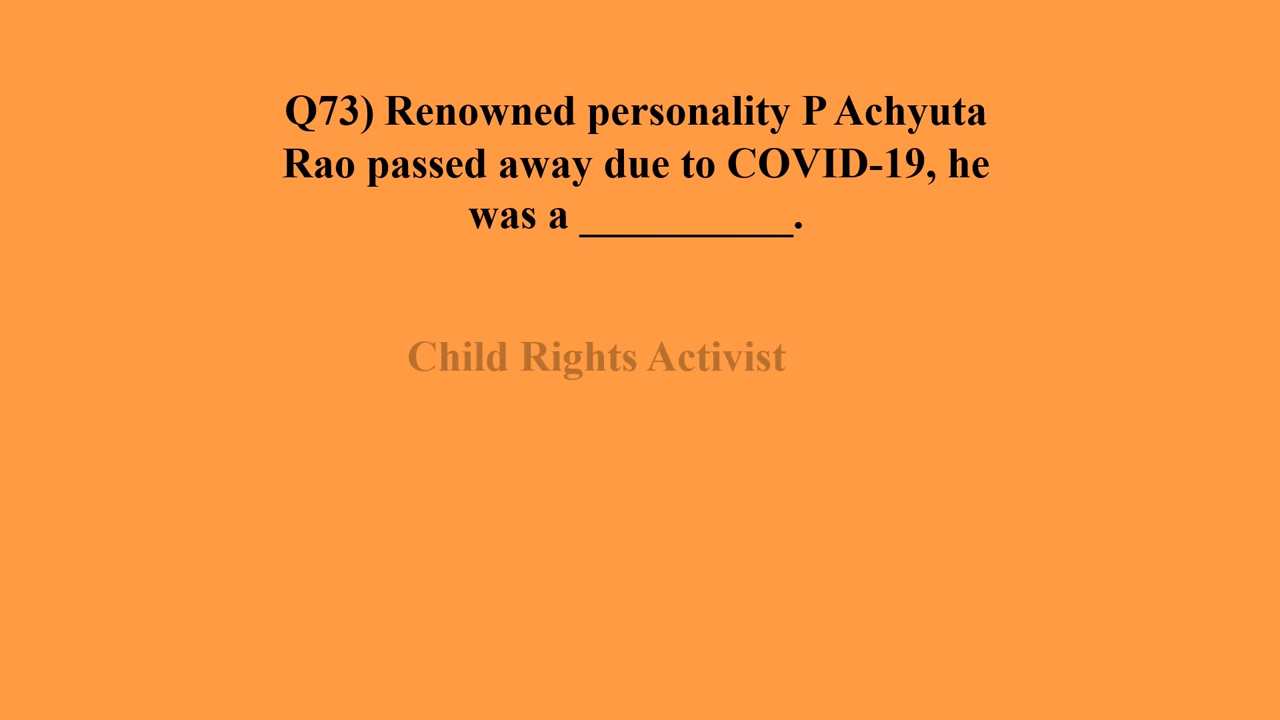 Q73) Renowned personality P Achyuta
Rao passed away due to COVID-19, he
was a __________.
Child Rights Activist